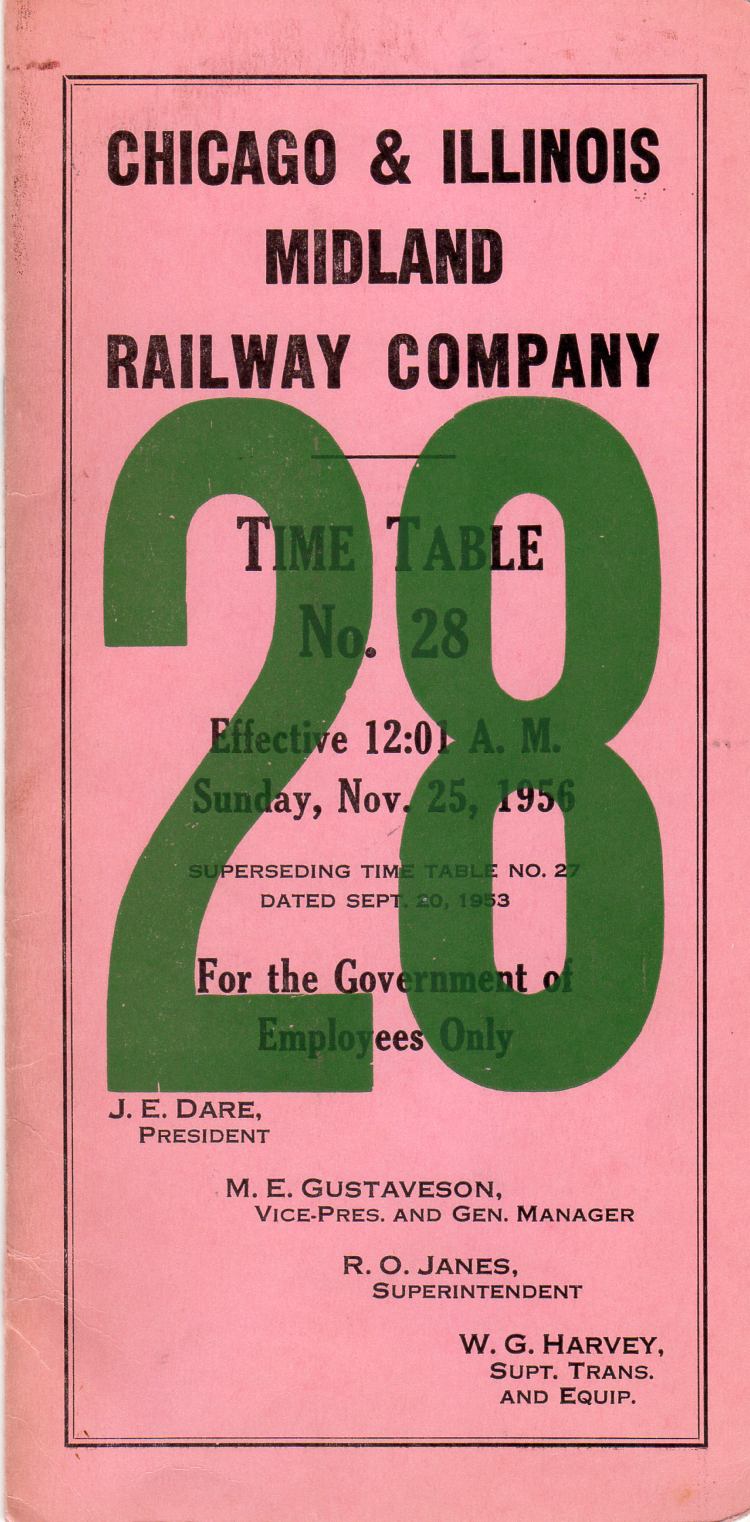 CHICAGO & ILLINOIS
MIDLAND
RAILWAY COMPANY
28
TIME TABLE
No. 28
Effective 12:01 A. M.
Sunday, Nov. 25, 1956
SUPERSEDING TIME TABLE NO. 27
DATED SEPT. 20, 1953
For the Government of
Employees Only
J. E. DARE,
PRESIDENT
M. E. GUSTAVESON,
VICE-PRES. AND GEN. MANAGER
R. O. JANES,
SUPERINTENDENT
W. G. HARVEY,
SUPT. TRANS.
AND EQUIP.